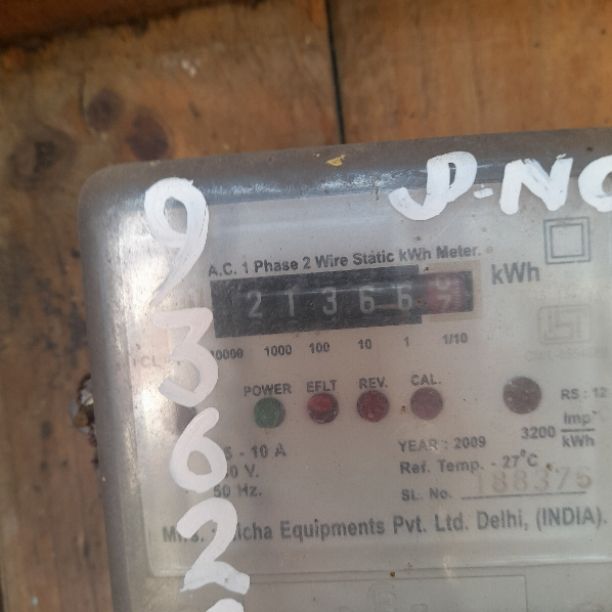 P-NO
9
3
6
2
A.C. 1 Phase 2 Wire Static kWh Meter.
2 1 3 6 6 kWh
10000 1000 100 10 1 1/10
POWER EFLT REV. CAL.
RS : 12
3200 Imp/kWh
- 10 A
V.
50 Hz.
YEAR : 2009
Ref. Temp. - 27°C
SL. No. 188376
Equipments Pvt. Ltd. Delhi, (INDIA).